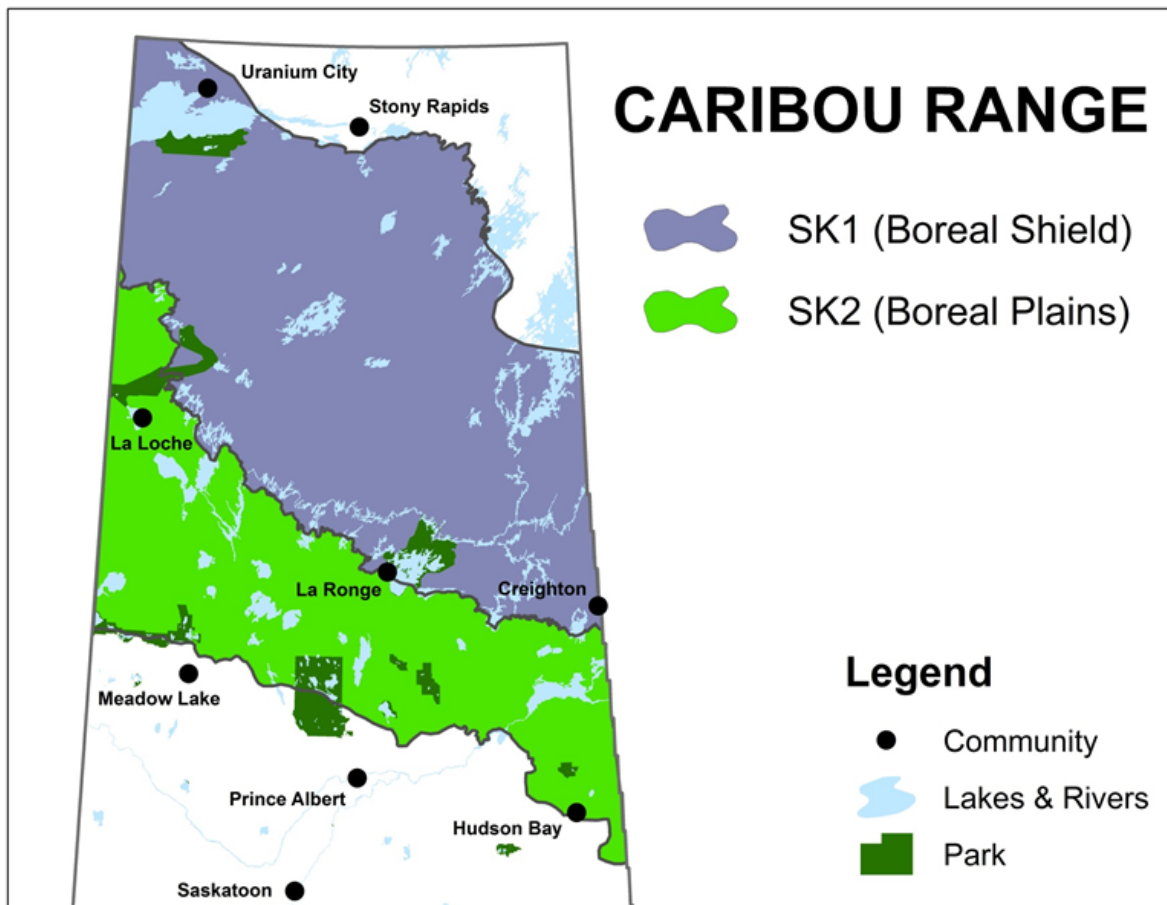 CARIBOU RANGE
SK1 (Boreal Shield)
SK2 (Boreal Plains)
Uranium City
Stony Rapids
La Loche
La Ronge
Creighton
Meadow Lake
Prince Albert
Hudson Bay
Saskatoon
Legend
Community
Lakes & Rivers
Park